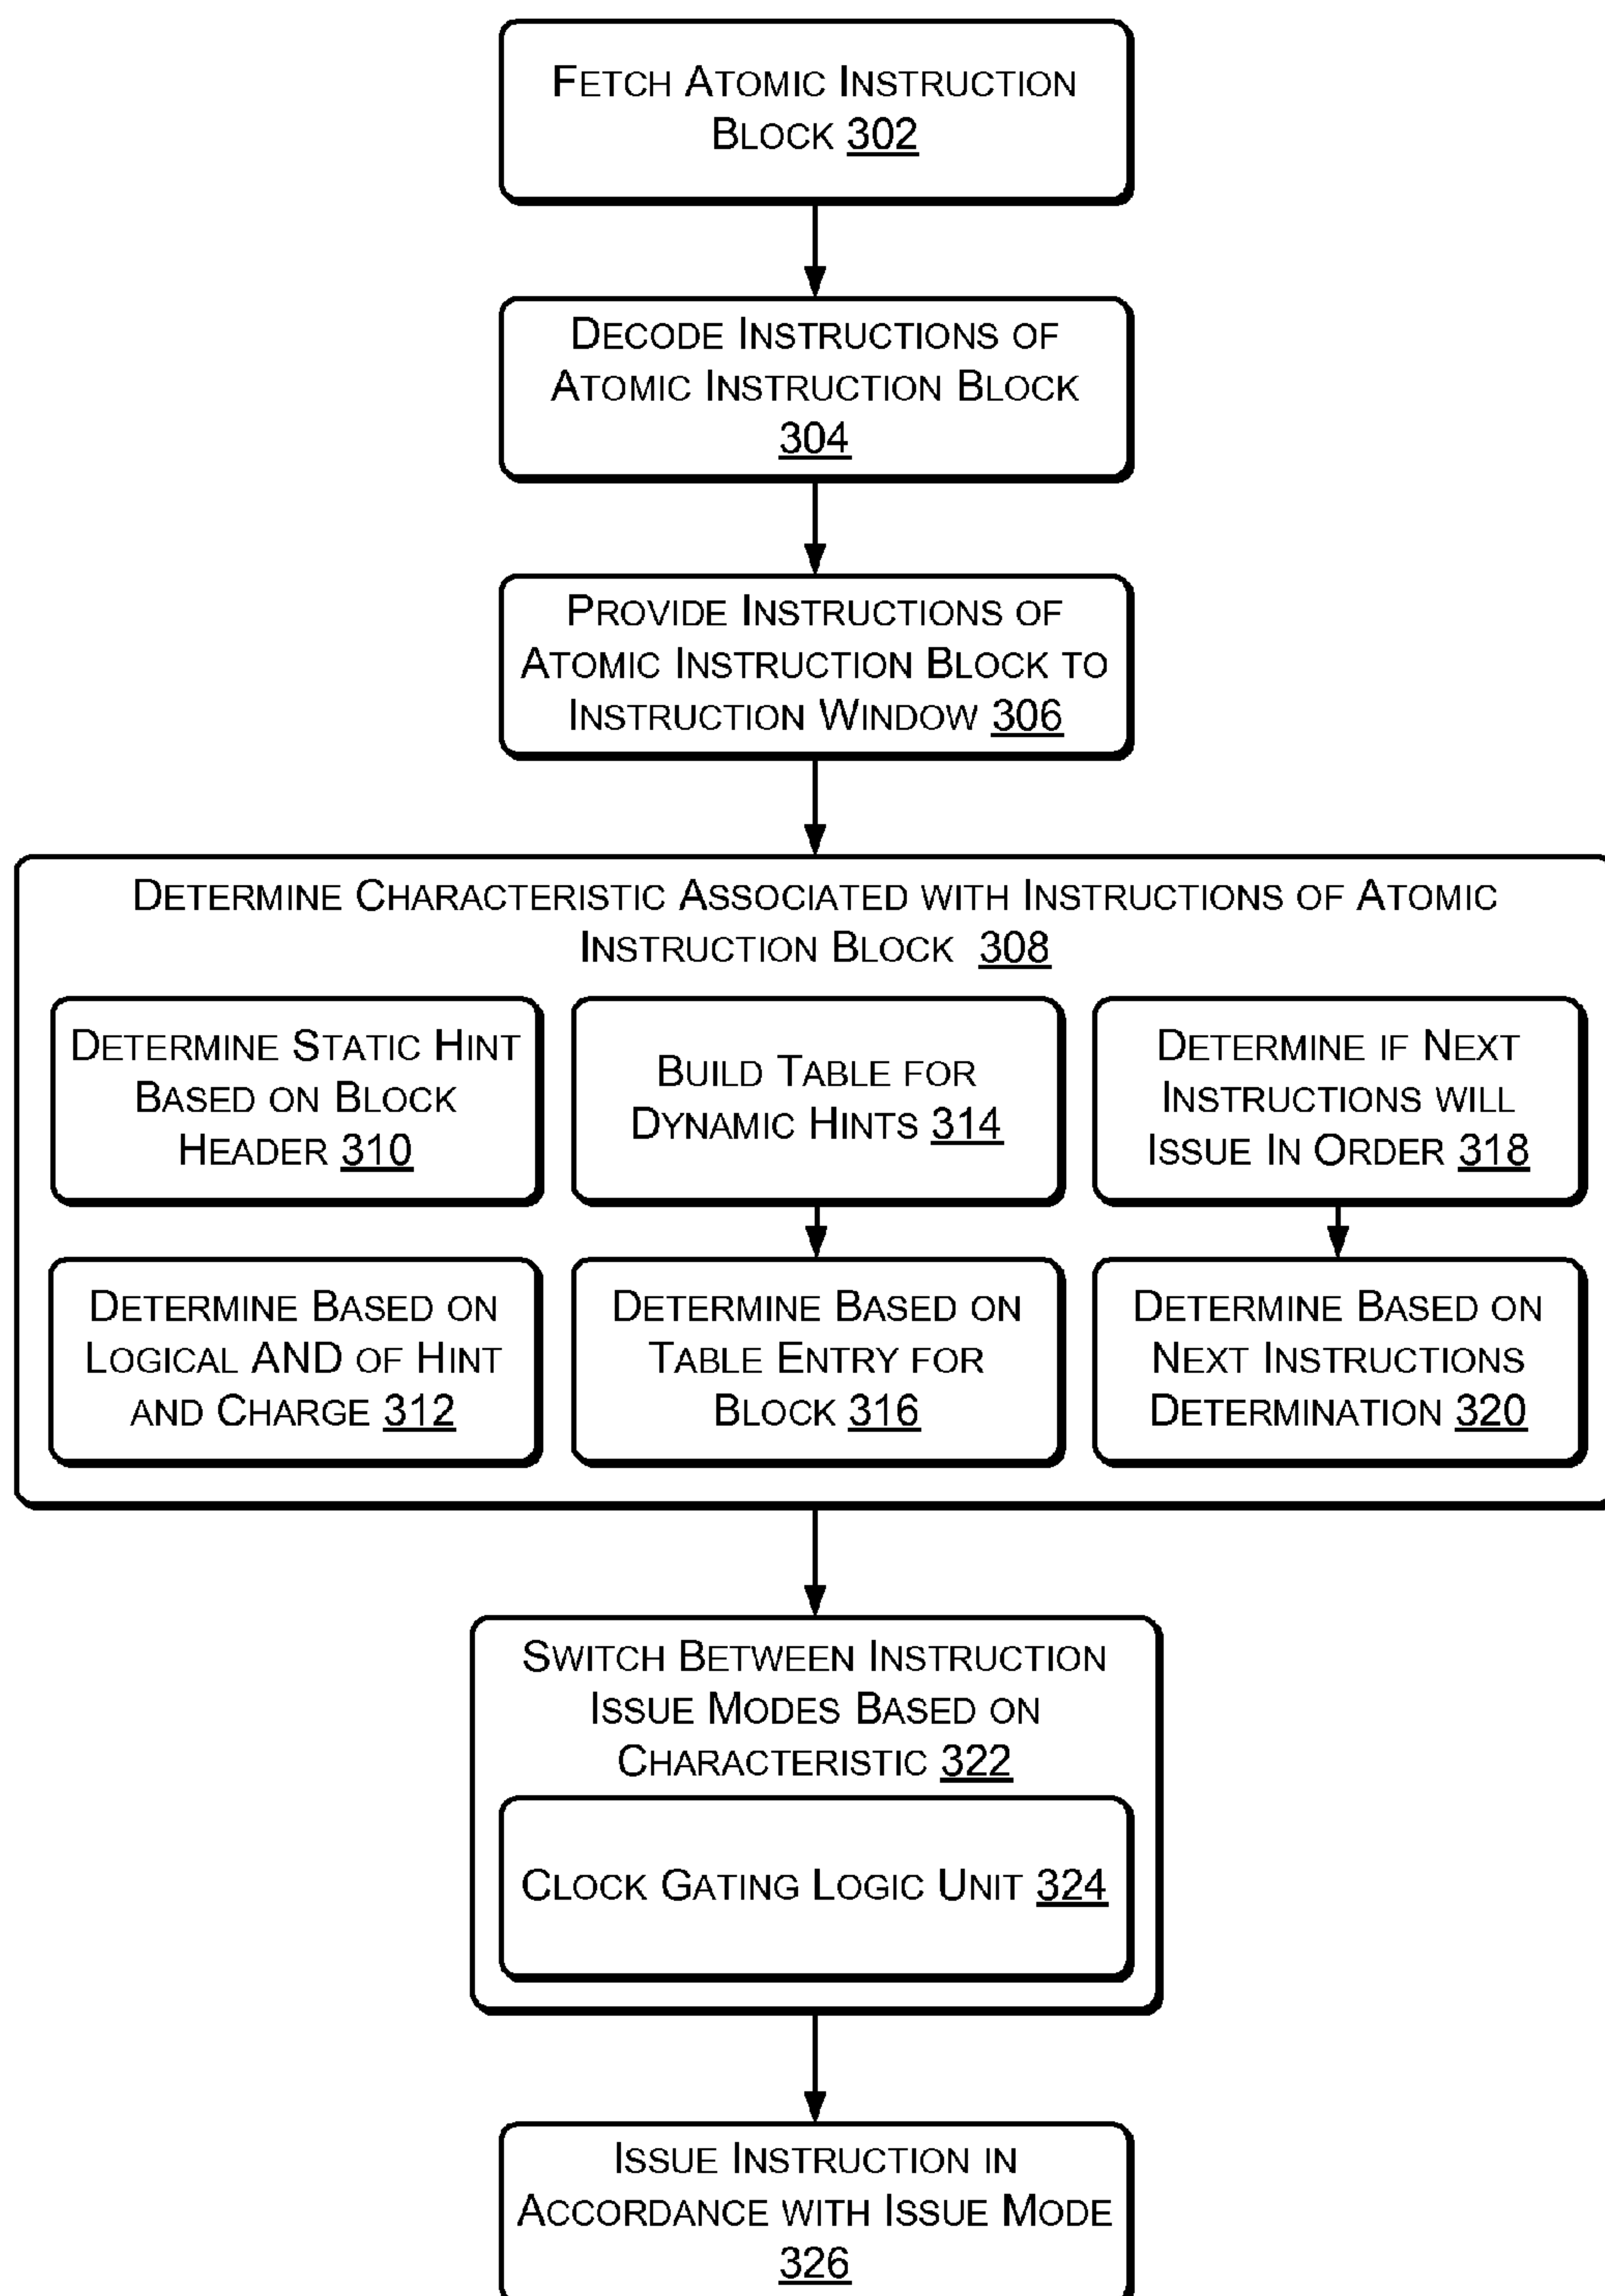 FETCH ATOMIC INSTRUCTION
BLOCK 302
DECODE INSTRUCTIONS OF
ATOMIC INSTRUCTION BLOCK
304
PROVIDE INSTRUCTIONS OF
ATOMIC INSTRUCTION BLOCK TO
INSTRUCTION WINDOW 306
DETERMINE CHARACTERISTIC ASSOCIATED WITH INSTRUCTIONS OF ATOMIC
INSTRUCTION BLOCK 308
DETERMINE STATIC HINT
BASED ON BLOCK
HEADER 310
BUILD TABLE FOR
DYNAMIC HINTS 314
DETERMINE IF NEXT
INSTRUCTIONS WILL
ISSUE IN ORDER 318
DETERMINE BASED ON
LOGICAL AND OF HINT
AND CHARGE 312
DETERMINE BASED ON
TABLE ENTRY FOR
BLOCK 316
DETERMINE BASED ON
NEXT INSTRUCTIONS
DETERMINATION 320
SWITCH BETWEEN INSTRUCTION
ISSUE MODES BASED ON
CHARACTERISTIC 322
CLOCK GATING LOGIC UNIT 324
ISSUE INSTRUCTION IN
ACCORDANCE WITH ISSUE MODE
326